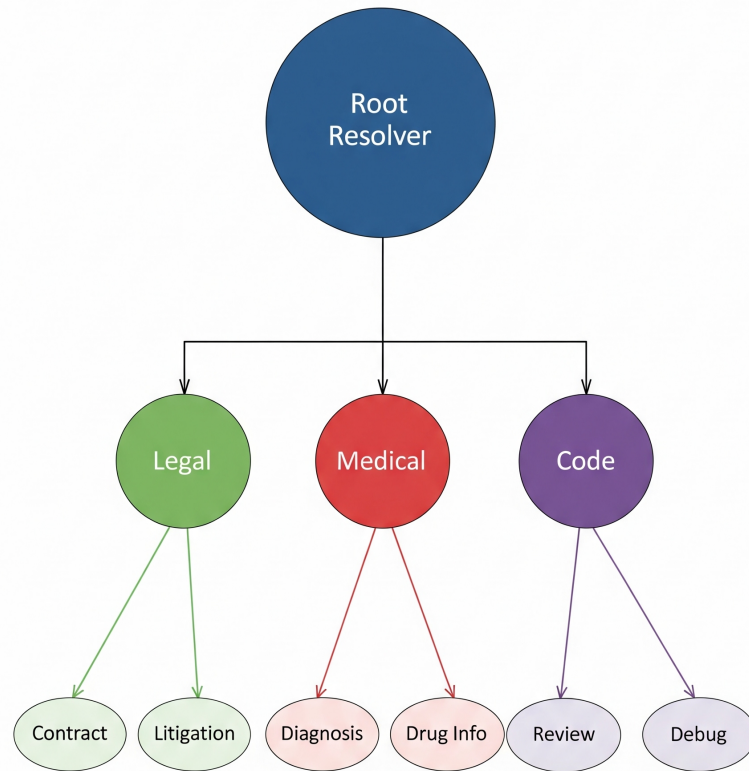 Root
Resolver
Legal
Medical
Code
Contract
Litigation
Diagnosis
Drug Info
Review
Debug